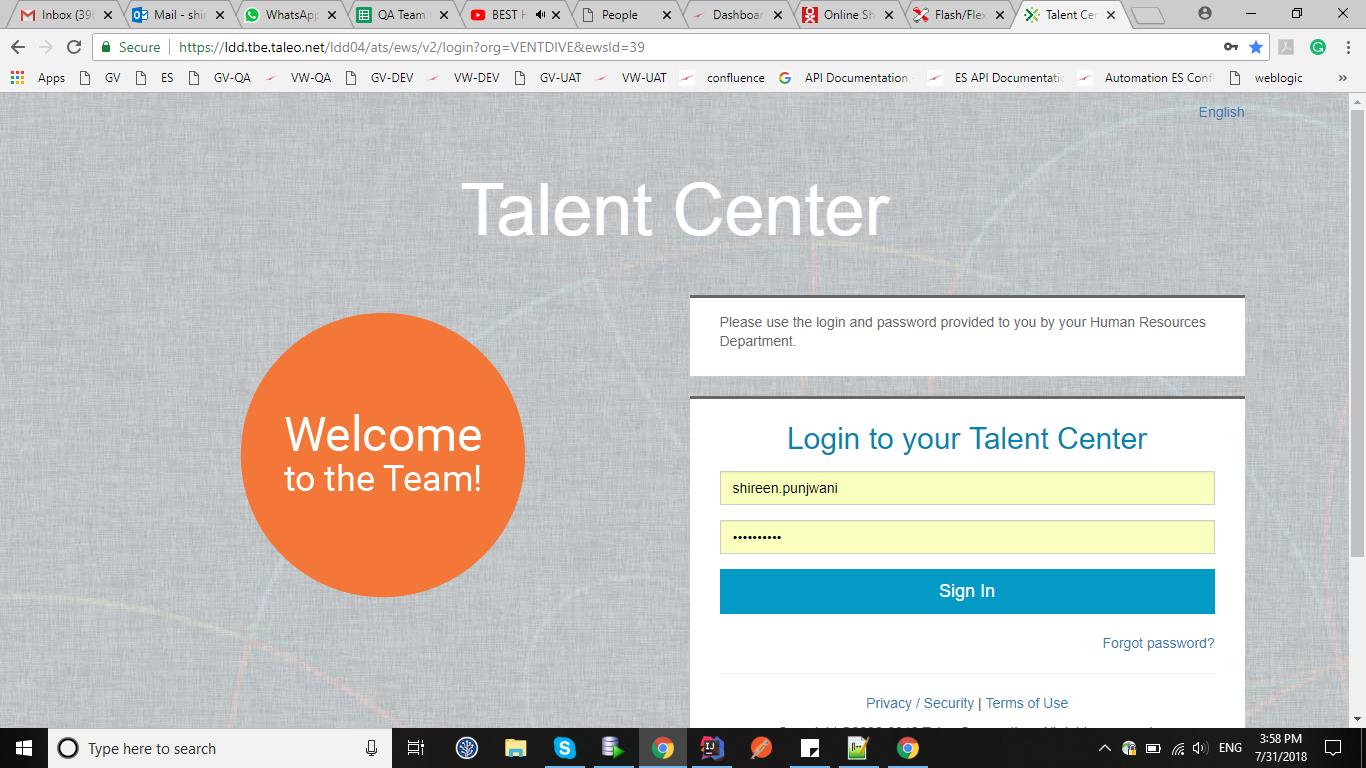 Inbox (390
Mail - shir
WhatsApp
QA Team
BEST H
People
Dashboar
Online Sh
Flash/Flex
Talent Cen
Secure
https://ldd.tbe.taleo.net/ldd04/ats/ews/v2/login?org=VENTDIVE&ewsId=39
Apps
GV
ES
GV-QA
VW-QA
GV-DEV
VW-DEV
GV-UAT
VW-UAT
confluence
API Documentation
ES API Documentatic
Automation ES Confi
weblogic
»
English
Talent Center
Welcome
to the Team!
Please use the login and password provided to you by your Human Resources
Department.
Login to your Talent Center
shireen.punjwani
••••••••••
Sign In
Forgot password?
Privacy / Security | Terms of Use
Type here to search
ENG
3:58 PM
7/31/2018